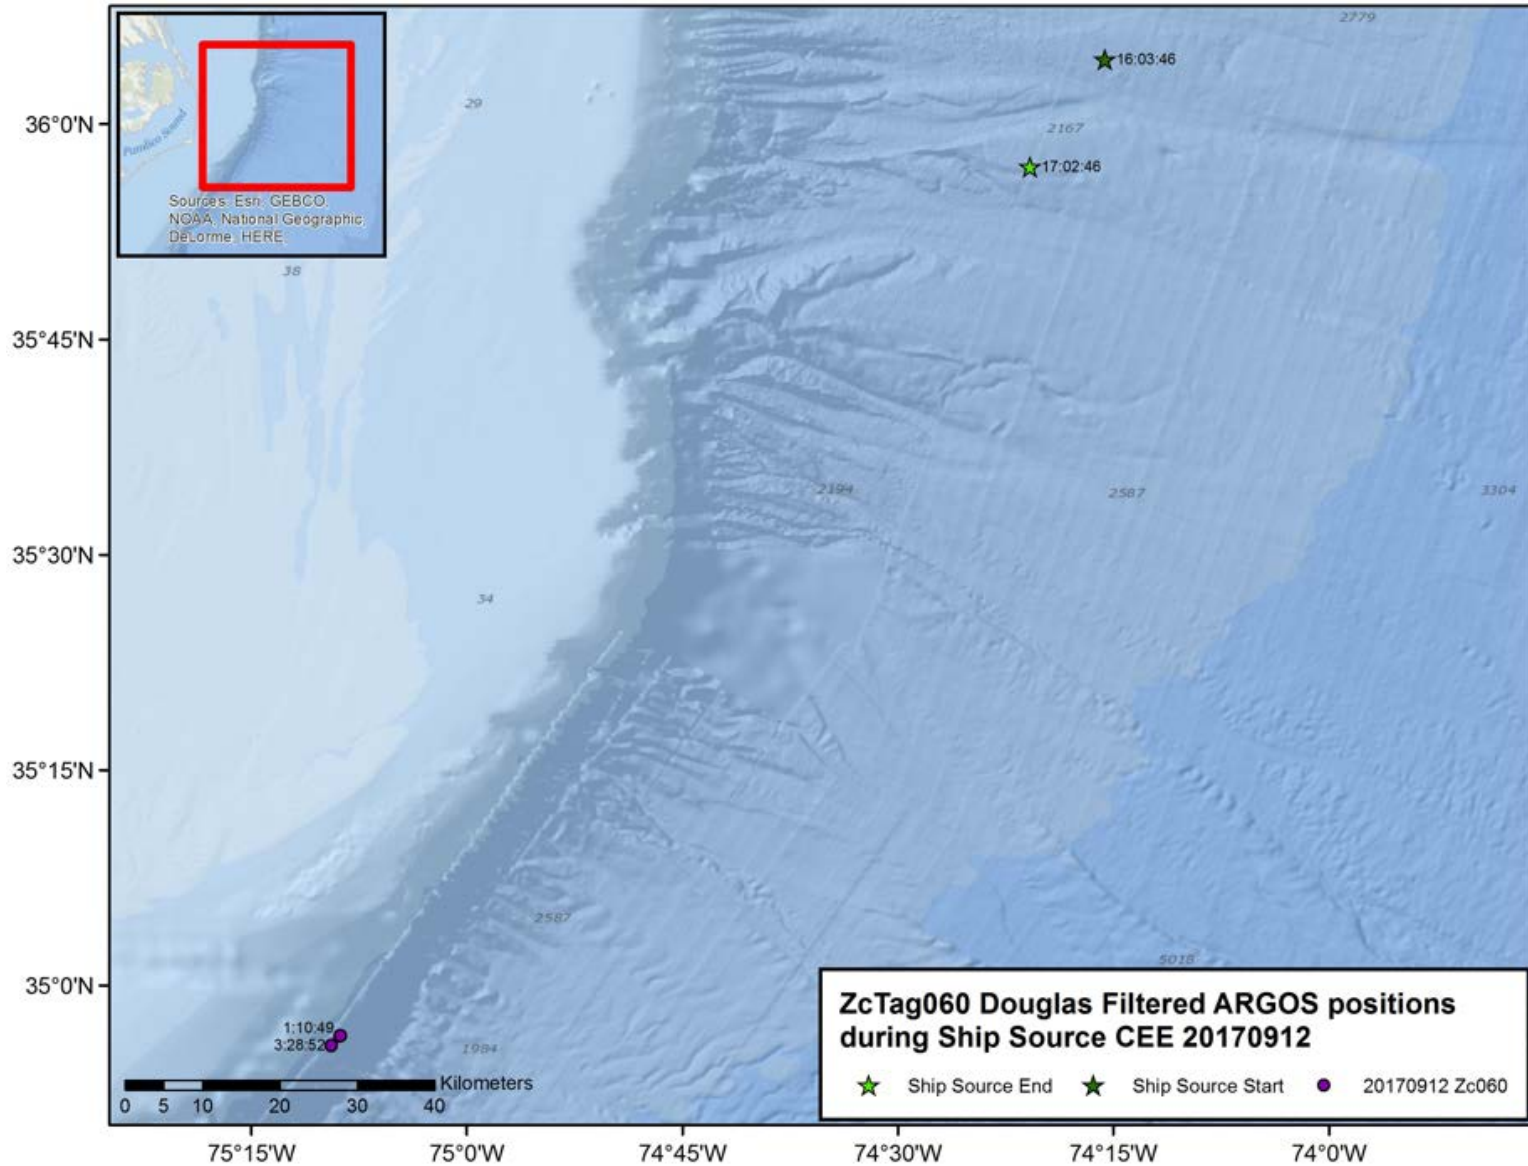 2779
16:03:46
36°0'N
29
2167
17:02:46
Pamlico Sound
Sources: Esri, GEBCO,
NOAA, National Geographic,
DeLorme, HERE,
38
35°45'N
2194
2587
3304
35°30'N
34
35°15'N
2587
5018
35°0'N
1:10:49
3:28:52
1984
Kilometers
0 5 10 20 30 40
ZcTag060 Douglas Filtered ARGOS positions
during Ship Source CEE 20170912
Ship Source End Ship Source Start 20170912 Zc060
75°15'W 75°0'W 74°45'W 74°30'W 74°15'W 74°0'W